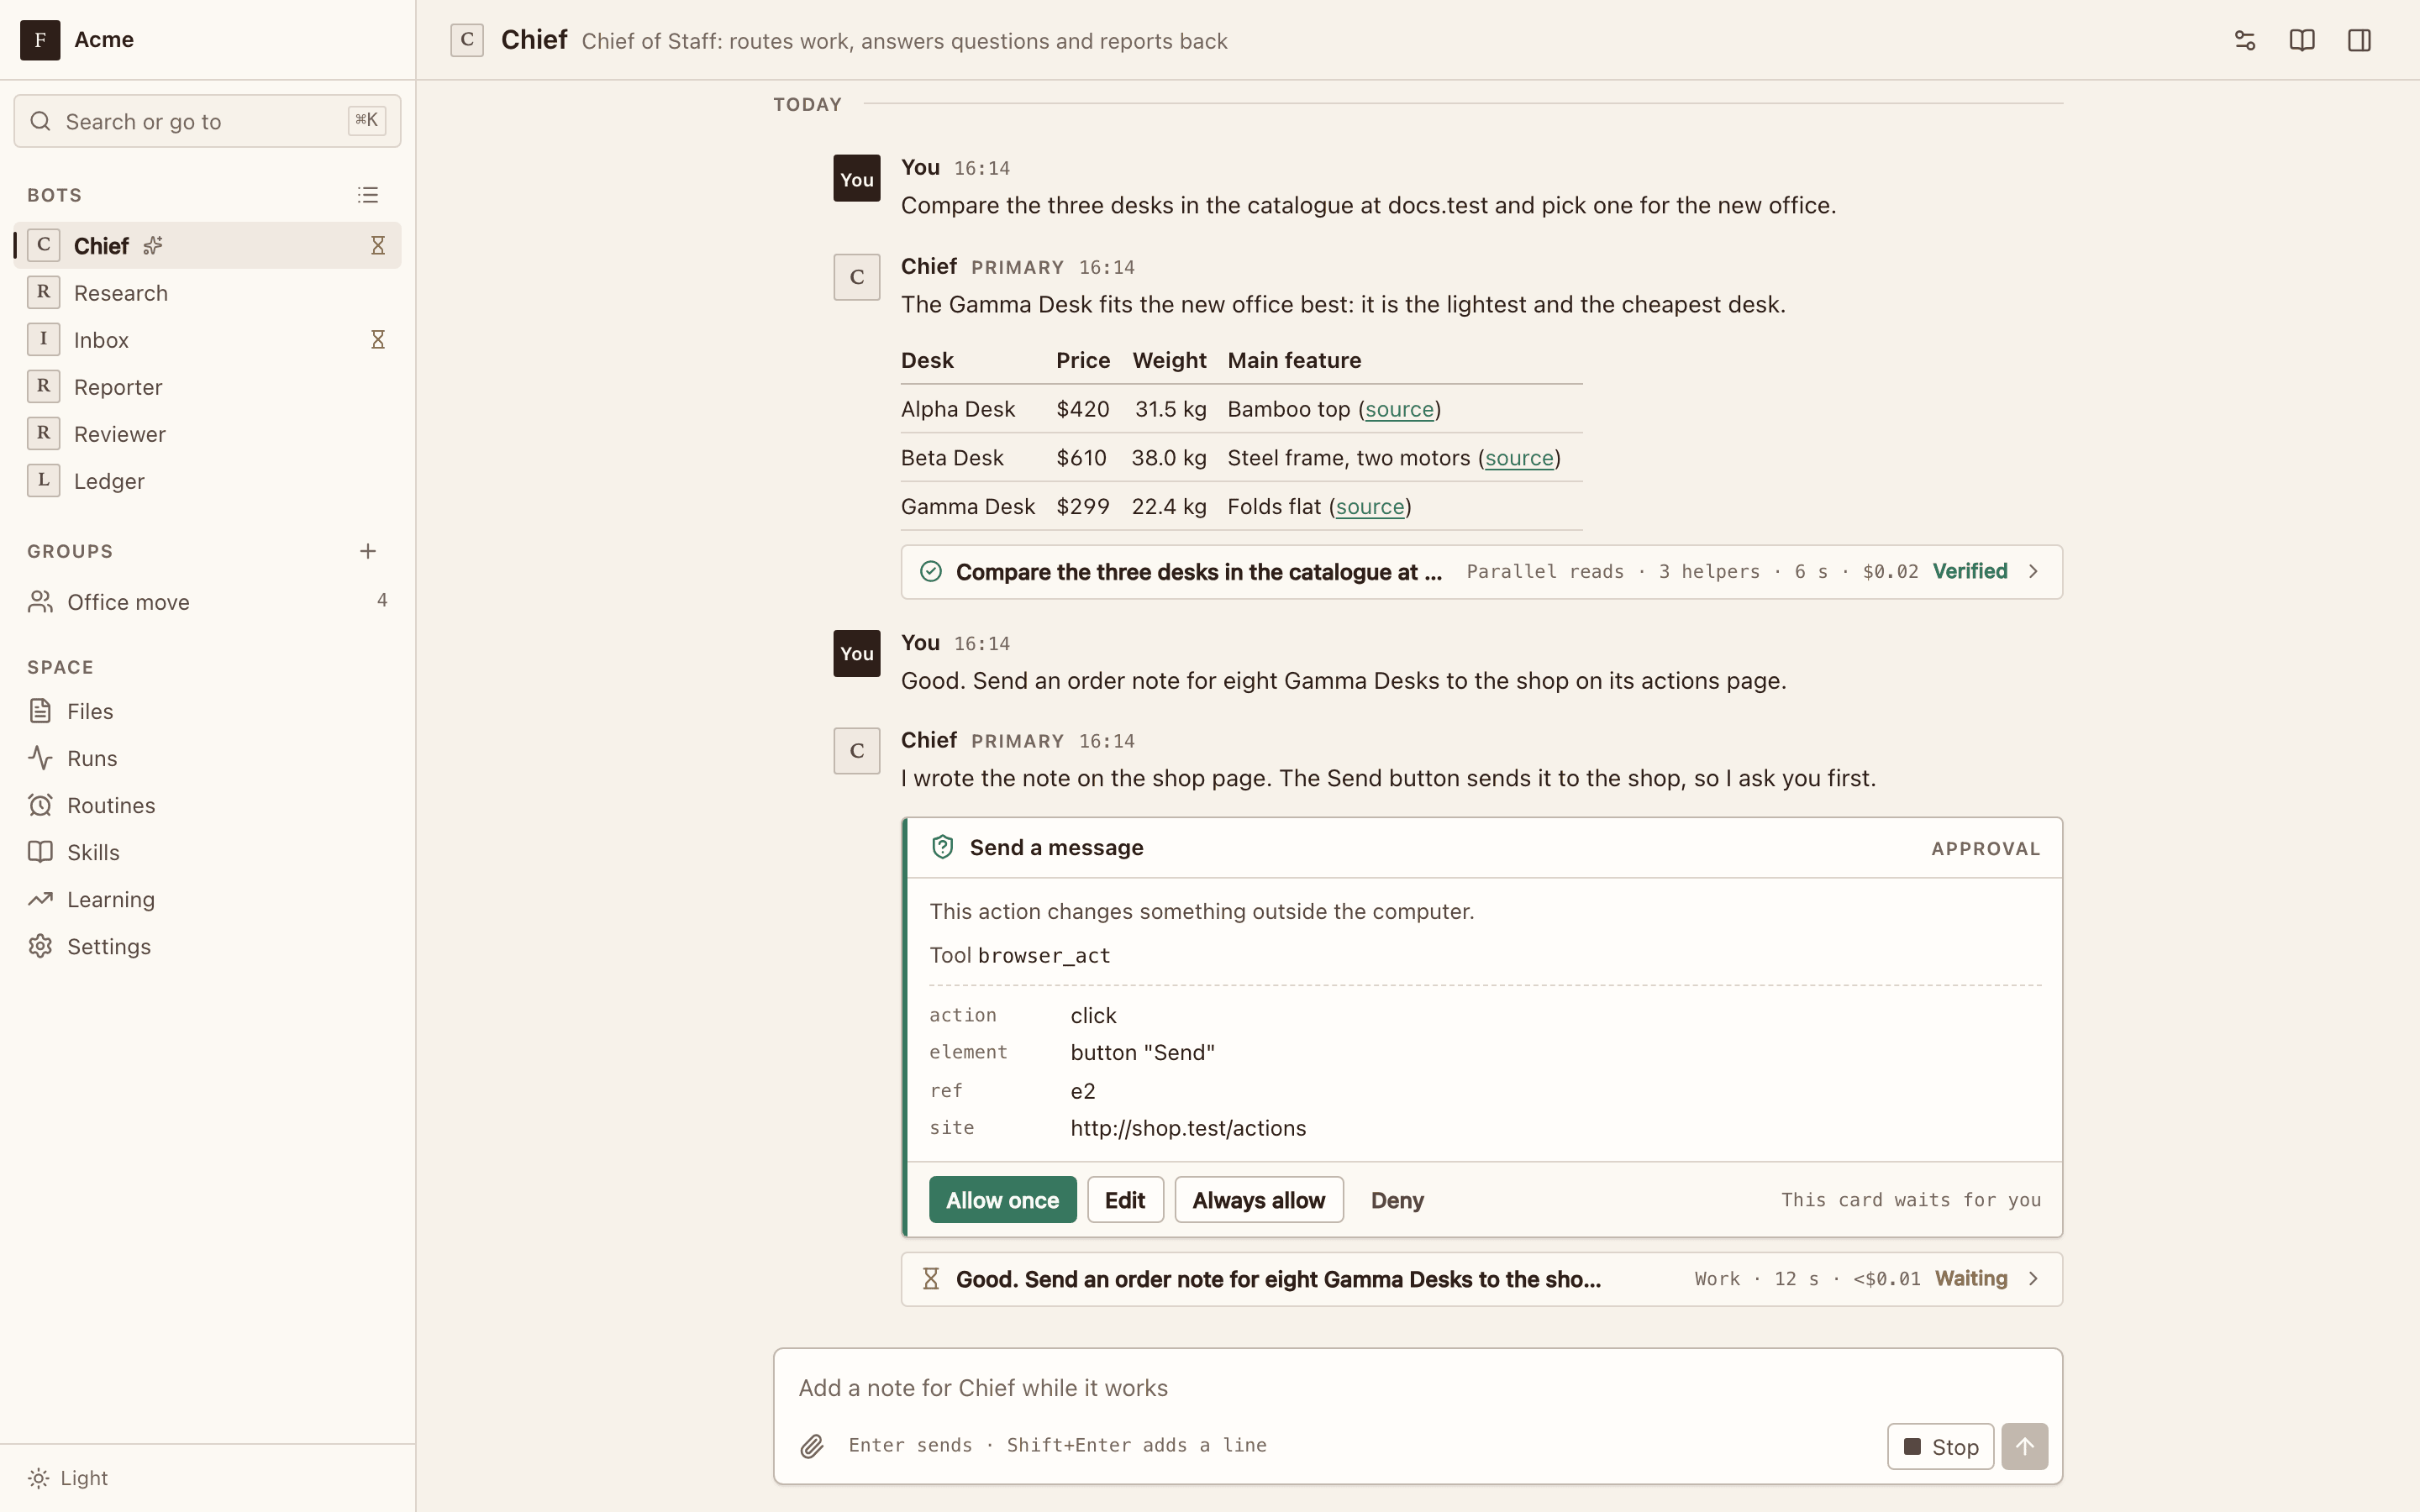 F Acme
Search or go to ⌘K
BOTS
C Chief
R Research
I Inbox
R Reporter
R Reviewer
L Ledger
GROUPS
Office move 4
SPACE
Files
Runs
Routines
Skills
Learning
Settings
Light
C Chief Chief of Staff: routes work, answers questions and reports back
TODAY
You You 16:14
Compare the three desks in the catalogue at docs.test and pick one for the new office.
C Chief PRIMARY 16:14
The Gamma Desk fits the new office best: it is the lightest and the cheapest desk.
Desk Price Weight Main feature
Alpha Desk $420 31.5 kg Bamboo top (source)
Beta Desk $610 38.0 kg Steel frame, two motors (source)
Gamma Desk $299 22.4 kg Folds flat (source)
Compare the three desks in the catalogue at ... Parallel reads · 3 helpers · 6 s · $0.02 Verified
You You 16:14
Good. Send an order note for eight Gamma Desks to the shop on its actions page.
C Chief PRIMARY 16:14
I wrote the note on the shop page. The Send button sends it to the shop, so I ask you first.
Send a message APPROVAL
This action changes something outside the computer.
Tool browser_act
action click
element button "Send"
ref e2
site http://shop.test/actions
Allow once Edit Always allow Deny This card waits for you
Good. Send an order note for eight Gamma Desks to the sho... Work · 12 s · <$0.01 Waiting
Add a note for Chief while it works
Enter sends · Shift+Enter adds a line Stop